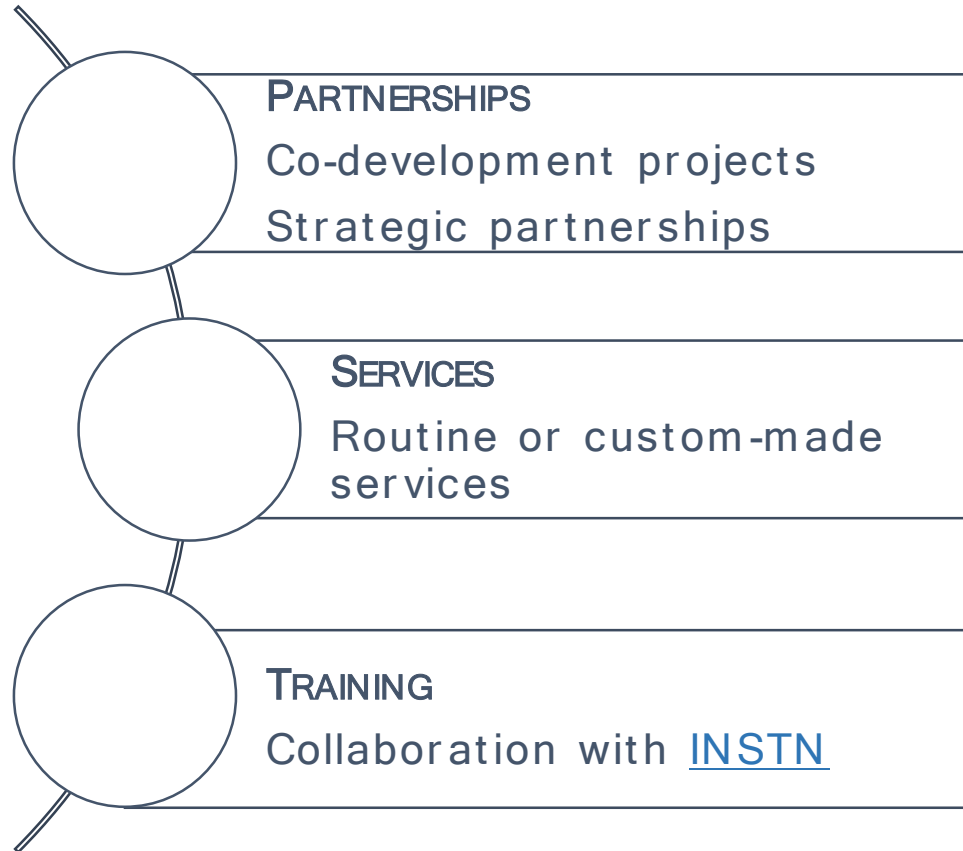 PARTNERSHIPS
Co-development projects
Strategic partnerships
SERVICES
Routine or custom-made
services
TRAINING
Collaboration with INSTN